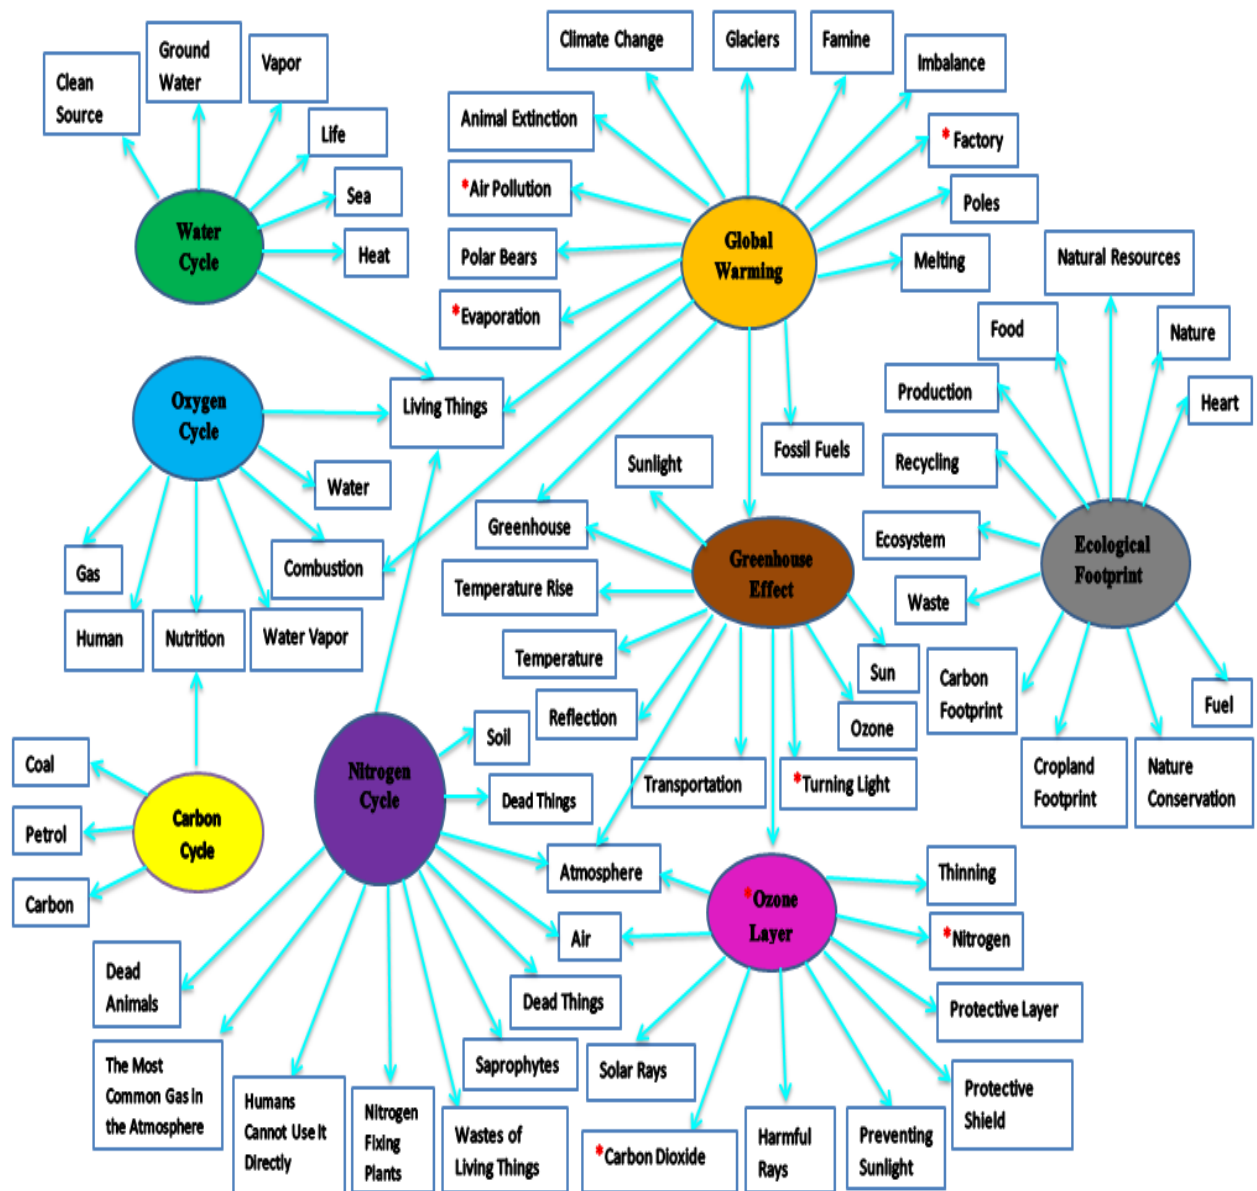 Clean
Source
Ground
Water
Vapor
Life
Sea
Heat
Water
Cycle
Climate Change
Glaciers
Famine
Imbalance
Animal Extinction
*Factory
*Air Pollution
Poles
Polar Bears
Melting
*Evaporation
Global
Warming
Natural Resources
Food
Nature
Production
Heart
Recycling
Oxygen
Cycle
Living Things
Fossil Fuels
Sunlight
Water
Greenhouse
Ecosystem
Ecological
Footprint
Gas
Combustion
Temperature Rise
Greenhouse
Effect
Waste
Human
Nutrition
Water Vapor
Temperature
Sun
Carbon
Footprint
Fuel
Reflection
Ozone
Soil
Coal
Nitrogen
Cycle
Transportation
*Turning Light
Cropland
Footprint
Nature
Conservation
Dead Things
Petrol
Carbon
Cycle
Atmosphere
Thinning
Carbon
*Ozone
Layer
Air
*Nitrogen
Dead
Animals
Dead Things
Protective Layer
The Most
Common Gas in
the Atmosphere
Saprophytes
Solar Rays
Protective
Shield
Humans
Cannot Use It
Directly
Nitrogen
Fixing
Plants
Wastes of
Living Things
*Carbon Dioxide
Harmful
Rays
Preventing
Sunlight